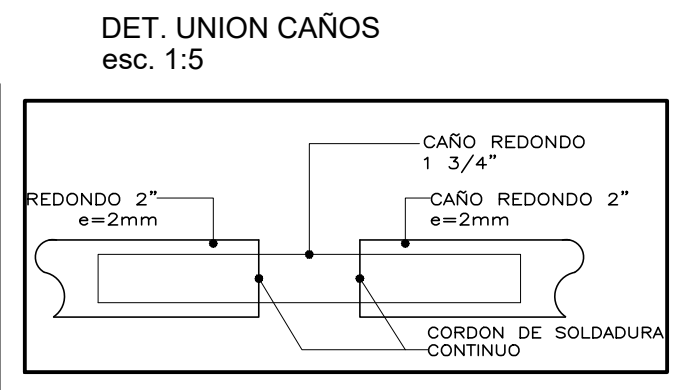 DET. UNION CAÑOS
esc. 1:5
CAÑO REDONDO
1 3/4"
REDONDO 2"
e=2mm
CAÑO REDONDO 2"
e=2mm
CORDON DE SOLDADURA
CONTINUO